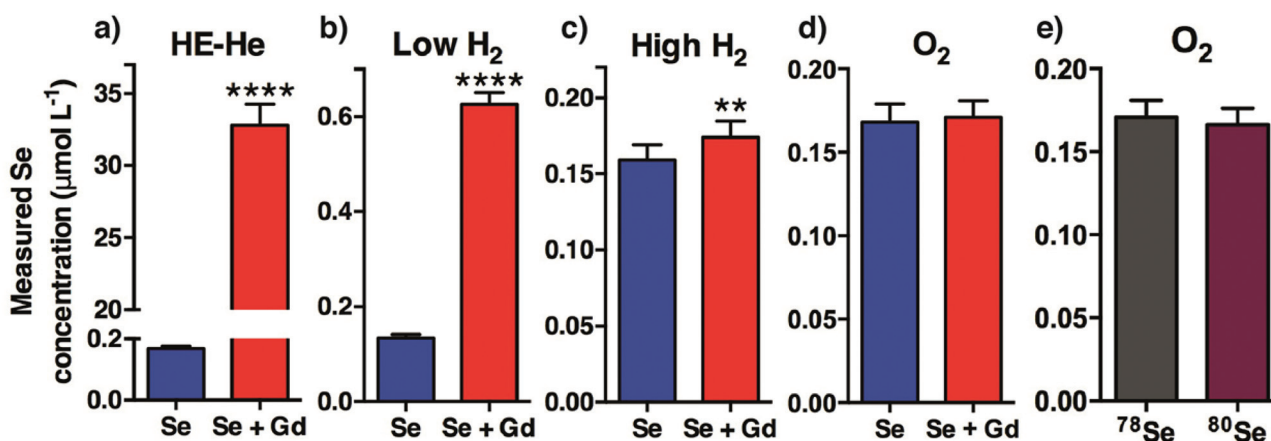 a) HE-He
b) Low H₂
c) High H₂
d) O₂
e) O₂
Measured Se
concentration (μmol L⁻¹)
35
30
25
20
0.2
0.0
****
Se Se + Gd
0.6
0.4
0.2
0.0
****
Se Se + Gd
0.20
0.15
0.10
0.05
0.00
**
Se Se + Gd
0.20
0.15
0.10
0.05
0.00
Se Se + Gd
0.20
0.15
0.10
0.05
0.00
⁷⁸Se ⁸⁰Se